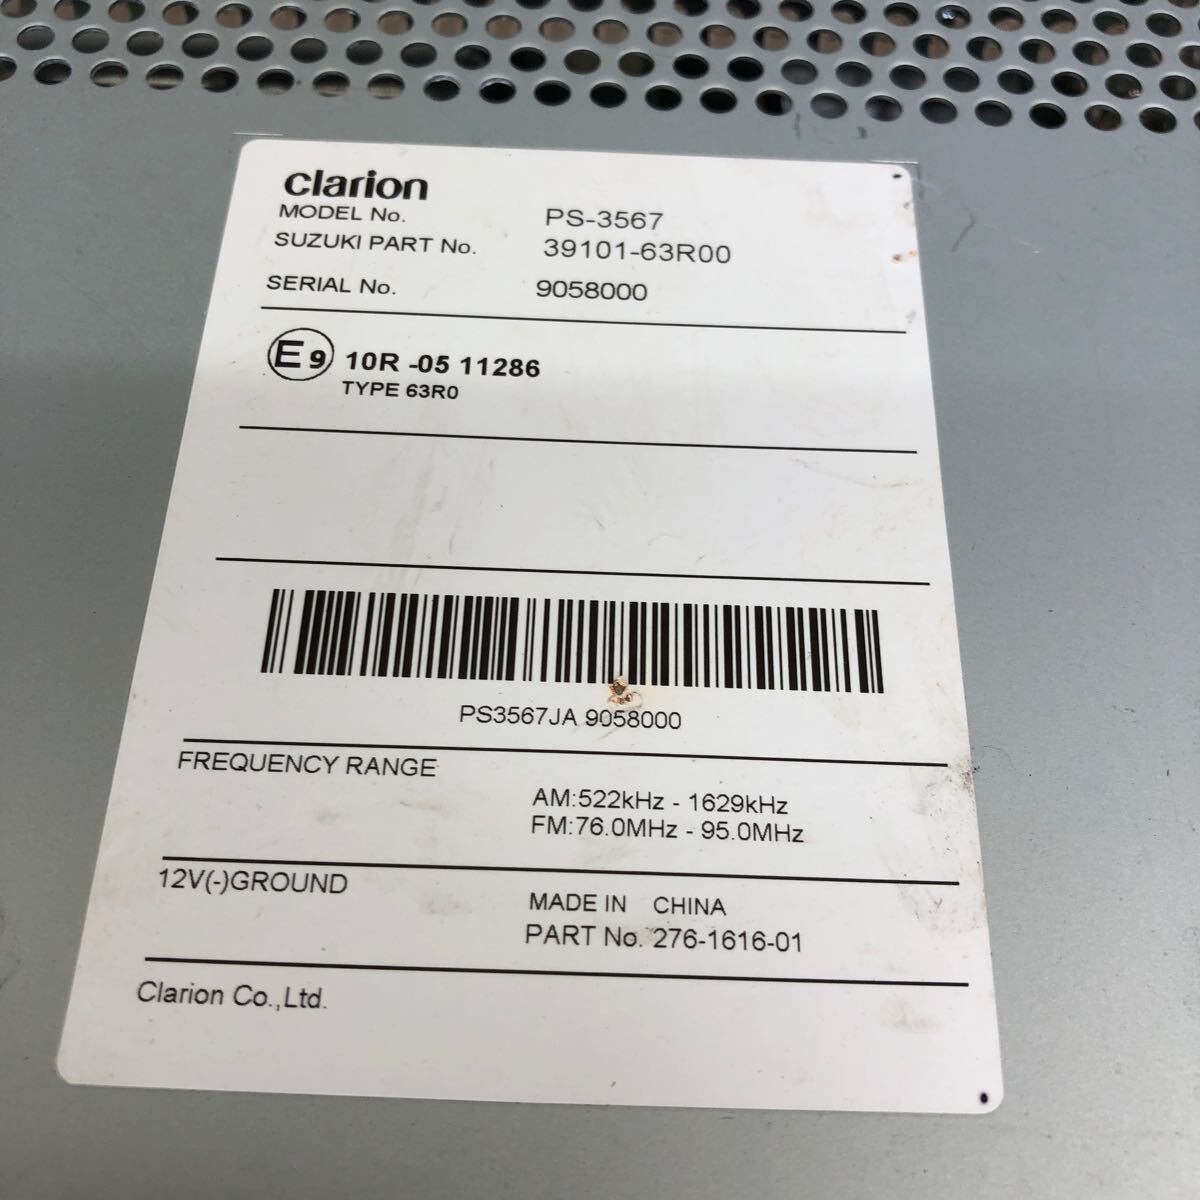 clarion
MODEL No. PS-3567
SUZUKI PART No. 39101-63R00
SERIAL No. 9058000
E9 10R -05 11286
TYPE 63R0
PS3567JA 9058000
FREQUENCY RANGE
AM:522kHz - 1629kHz
FM:76.0MHz - 95.0MHz
12V(-)GROUND
MADE IN CHINA
PART No. 276-1616-01
Clarion Co.,Ltd.